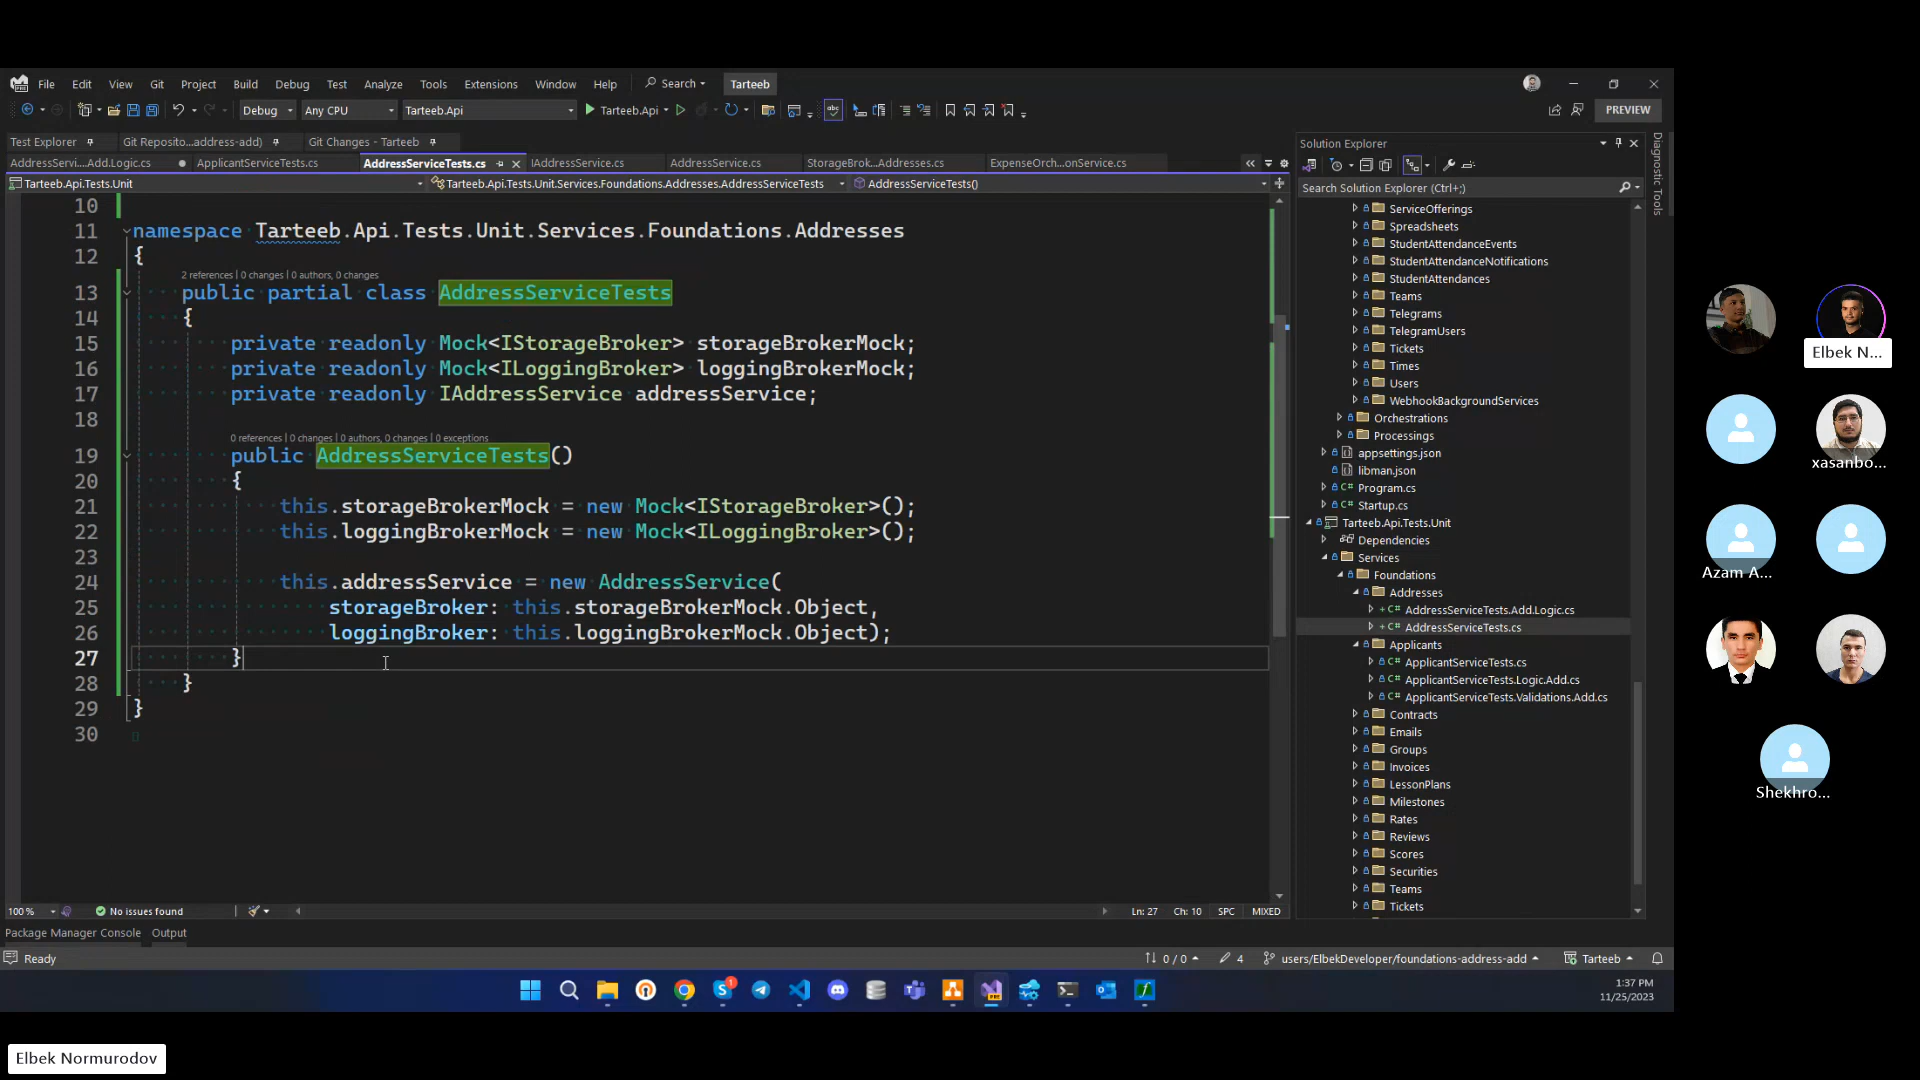 File Edit View Git Project Build Debug Test Analyze Tools Extensions Window Help Search Tarteeb
Debug Any CPU Tarteeb.Api Tarteeb.Api PREVIEW
Test Explorer Git Reposito...address-add) Git Changes - Tarteeb
AddressServi....Add.Logic.cs ApplicantServiceTests.cs AddressServiceTests.cs IAddressService.cs AddressService.cs StorageBrok...Addresses.cs ExpenseOrch...onService.cs
Tarteeb.Api.Tests.Unit Tarteeb.Api.Tests.Unit.Services.Foundations.Addresses.AddressServiceTests AddressServiceTests()
10
11 namespace Tarteeb.Api.Tests.Unit.Services.Foundations.Addresses
12 {
2 references | 0 changes | 0 authors, 0 changes
13 public partial class AddressServiceTests
14 {
15 private readonly Mock<IStorageBroker> storageBrokerMock;
16 private readonly Mock<ILoggingBroker> loggingBrokerMock;
17 private readonly IAddressService addressService;
18
0 references | 0 changes | 0 authors, 0 changes | 0 exceptions
19 public AddressServiceTests()
20 {
21 this.storageBrokerMock = new Mock<IStorageBroker>();
22 this.loggingBrokerMock = new Mock<ILoggingBroker>();
23
24 this.addressService = new AddressService(
25 storageBroker: this.storageBrokerMock.Object,
26 loggingBroker: this.loggingBrokerMock.Object);
27 }
28 }
29 }
30
100 % No issues found Ln: 27 Ch: 10 SPC MIXED
Package Manager Console Output
Ready 0 / 0 4 users/ElbekDeveloper/foundations-address-add Tarteeb
Solution Explorer
Search Solution Explorer (Ctrl+;)
ServiceOfferings
Spreadsheets
StudentAttendanceEvents
StudentAttendanceNotifications
StudentAttendances
Teams
Telegrams
TelegramUsers
Tickets
Times
Users
WebhookBackgroundServices
Orchestrations
Processings
appsettings.json
libman.json
C# Program.cs
C# Startup.cs
Tarteeb.Api.Tests.Unit
Dependencies
Services
Foundations
Addresses
+ C# AddressServiceTests.Add.Logic.cs
+ C# AddressServiceTests.cs
Applicants
C# ApplicantServiceTests.cs
C# ApplicantServiceTests.Logic.Add.cs
C# ApplicantServiceTests.Validations.Add.cs
Contracts
Emails
Groups
Invoices
LessonPlans
Milestones
Rates
Reviews
Scores
Securities
Teams
Tickets
Diagnostic Tools
1:37 PM
11/25/2023
Elbek N...
xasanbo...
Azam A...
Shekhro...
Elbek Normurodov